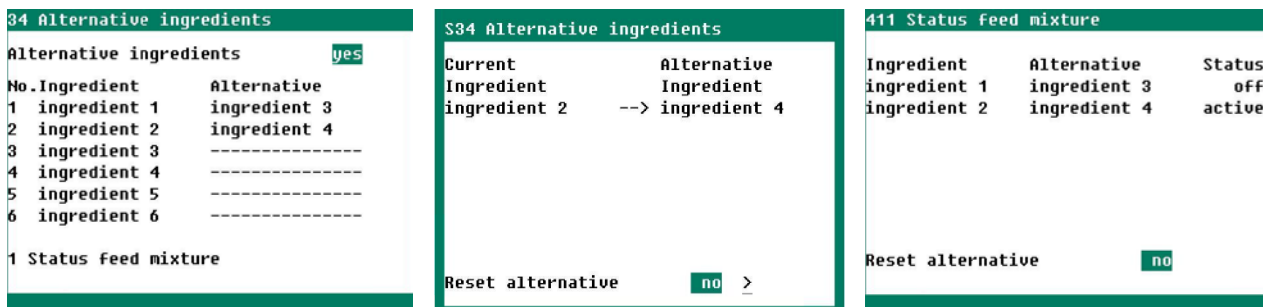 34 Alternative ingredients
Alternative ingredients yes
No.Ingredient Alternative
1 ingredient 1 ingredient 3
2 ingredient 2 ingredient 4
3 ingredient 3 ---------------
4 ingredient 4 ---------------
5 ingredient 5 ---------------
6 ingredient 6 ---------------
1 Status feed mixture
S34 Alternative ingredients
Current Alternative
Ingredient Ingredient
ingredient 2 --> ingredient 4
Reset alternative no >
411 Status feed mixture
Ingredient Alternative Status
ingredient 1 ingredient 3 off
ingredient 2 ingredient 4 active
Reset alternative no